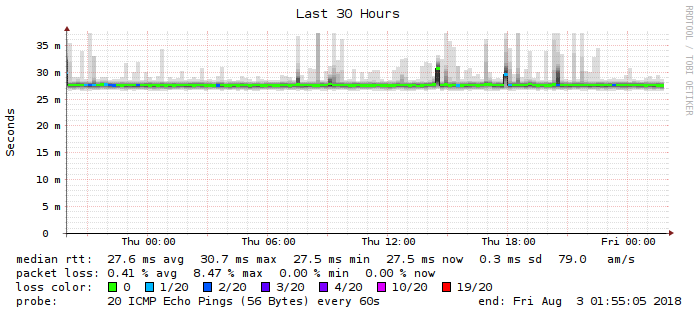 Last 30 Hours
RRDTOOL / TOBI OETIKER
Seconds
35 m
30 m
25 m
20 m
15 m
10 m
5 m
0
Thu 00:00 Thu 06:00 Thu 12:00 Thu 18:00 Fri 00:00
median rtt: 27.6 ms avg 30.7 ms max 27.5 ms min 27.5 ms now 0.3 ms sd 79.0 am/s
packet loss: 0.41 % avg 8.47 % max 0.00 % min 0.00 % now
loss color: 0 1/20 2/20 3/20 4/20 10/20 19/20
probe: 20 ICMP Echo Pings (56 Bytes) every 60s end: Fri Aug 3 01:55:05 2018